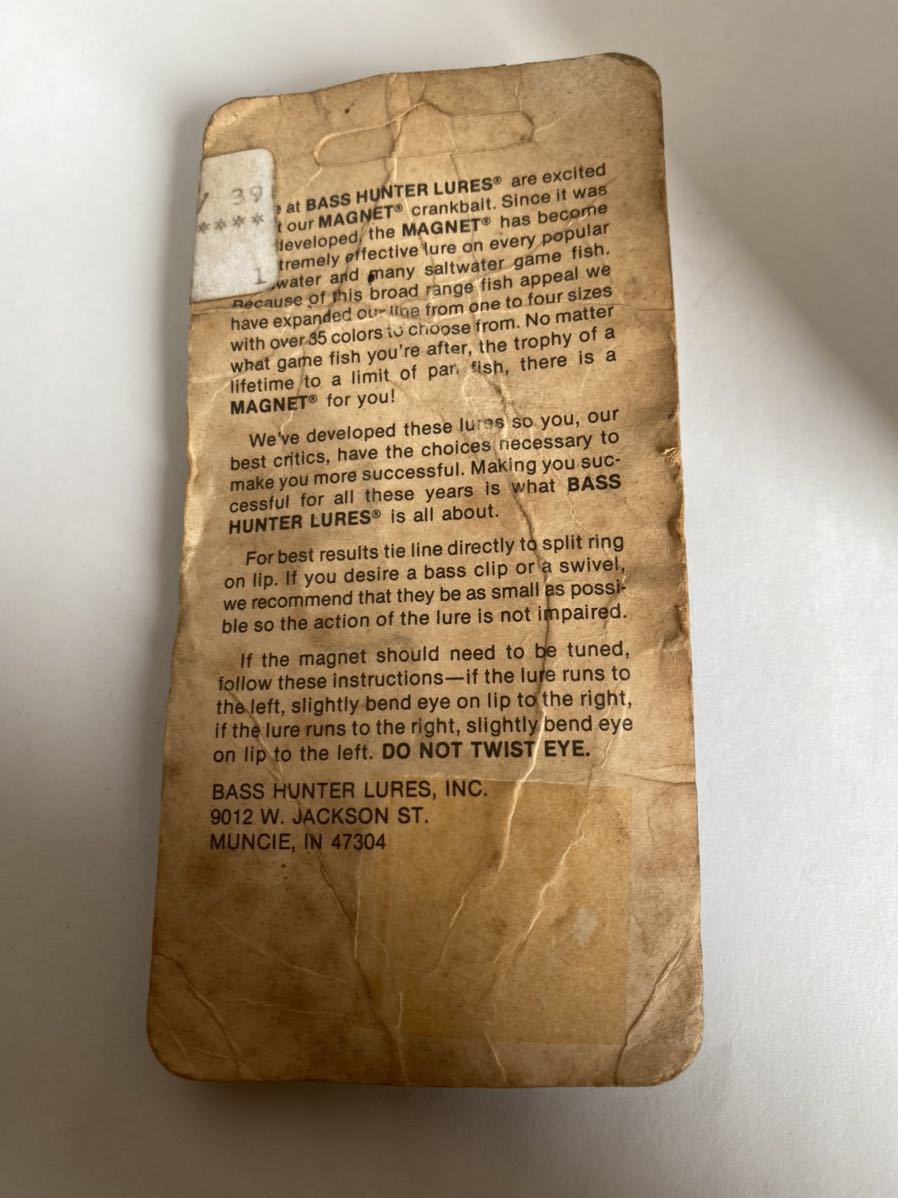 / 39
****
1
e at BASS HUNTER LURES® are excited
t our MAGNET® crankbait. Since it was
developed, the MAGNET® has become
tremely effective lure on every popular
water and many saltwater game fish.
Because of this broad range fish appeal we
have expanded our line from one to four sizes
with over 35 colors to choose from. No matter
what game fish you're after, the trophy of a
lifetime to a limit of pan fish, there is a
MAGNET® for you!
We've developed these lures so you, our
best critics, have the choices necessary to
make you more successful. Making you suc-
cessful for all these years is what BASS
HUNTER LURES® is all about.
For best results tie line directly to split ring
on lip. If you desire a bass clip or a swivel,
we recommend that they be as small as possi-
ble so the action of the lure is not impaired.
If the magnet should need to be tuned,
follow these instructions—if the lure runs to
the left, slightly bend eye on lip to the right,
if the lure runs to the right, slightly bend eye
on lip to the left. DO NOT TWIST EYE.
BASS HUNTER LURES, INC.
9012 W. JACKSON ST.
MUNCIE, IN 47304